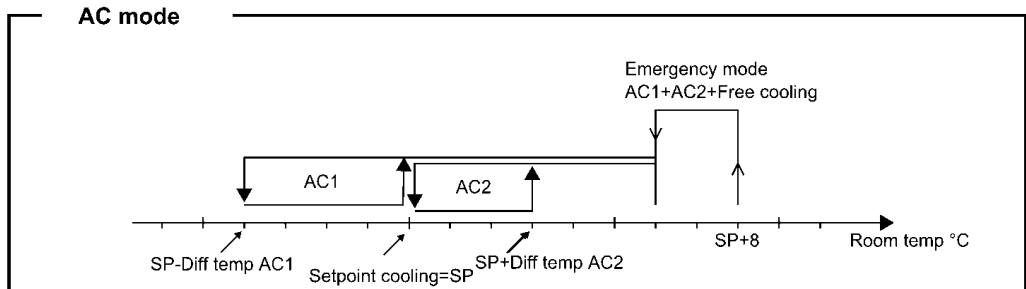 AC mode
Emergency mode
AC1+AC2+Free cooling
AC1
AC2
SP-Diff temp AC1
Setpoint cooling=SP
SP+Diff temp AC2
SP+8
Room temp °C